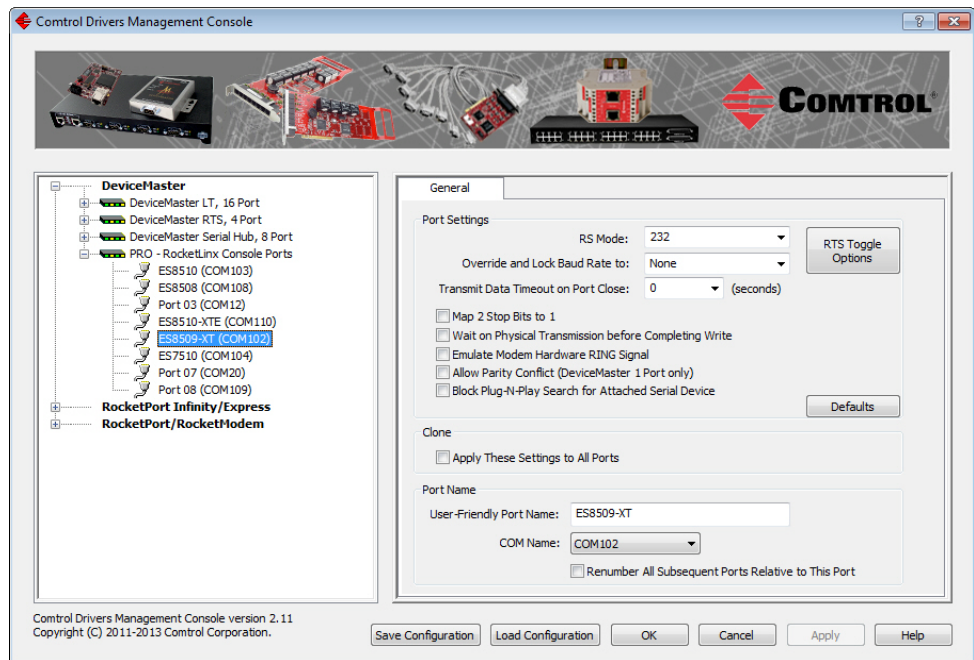 Comtrol Drivers Management Console
COMTROL
DeviceMaster
DeviceMaster LT, 16 Port
DeviceMaster RTS, 4 Port
DeviceMaster Serial Hub, 8 Port
PRO - RocketLinx Console Ports
ES8510 (COM103)
ES8508 (COM108)
Port 03 (COM12)
ES8510-XTE (COM110)
ES8509-XT (COM102)
ES7510 (COM104)
Port 07 (COM20)
Port 08 (COM109)
RocketPort Infinity/Express
RocketPort/RocketModem
General
Port Settings
RS Mode: 232
RTS Toggle
Options
Override and Lock Baud Rate to: None
Transmit Data Timeout on Port Close: 0 (seconds)
Map 2 Stop Bits to 1
Wait on Physical Transmission before Completing Write
Emulate Modem Hardware RING Signal
Allow Parity Conflict (DeviceMaster 1 Port only)
Block Plug-N-Play Search for Attached Serial Device
Defaults
Clone
Apply These Settings to All Ports
Port Name
User-Friendly Port Name: ES8509-XT
COM Name: COM102
Renumber All Subsequent Ports Relative to This Port
Comtrol Drivers Management Console version 2.11
Copyright (C) 2011-2013 Comtrol Corporation.
Save Configuration Load Configuration OK Cancel Apply Help